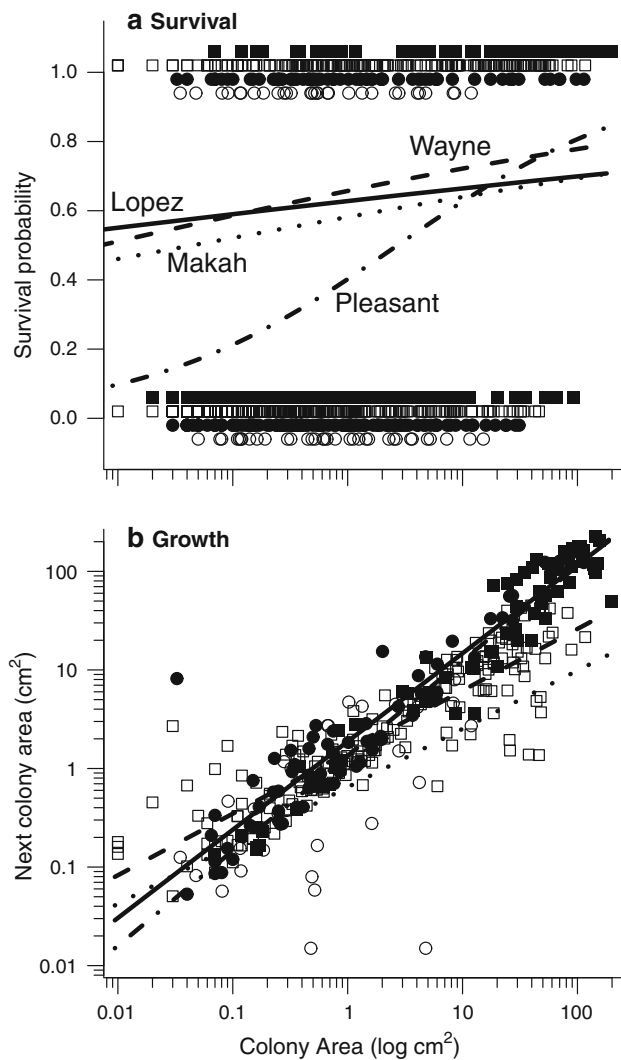 a Survival
1.0
0.8
0.6
0.4
0.2
0.0
Survival probability
Wayne
Lopez
Makah
Pleasant
b Growth
100
10
1
0.1
0.01
Next colony area (cm²)
0.01 0.1 1 10 100
Colony Area (log cm²)